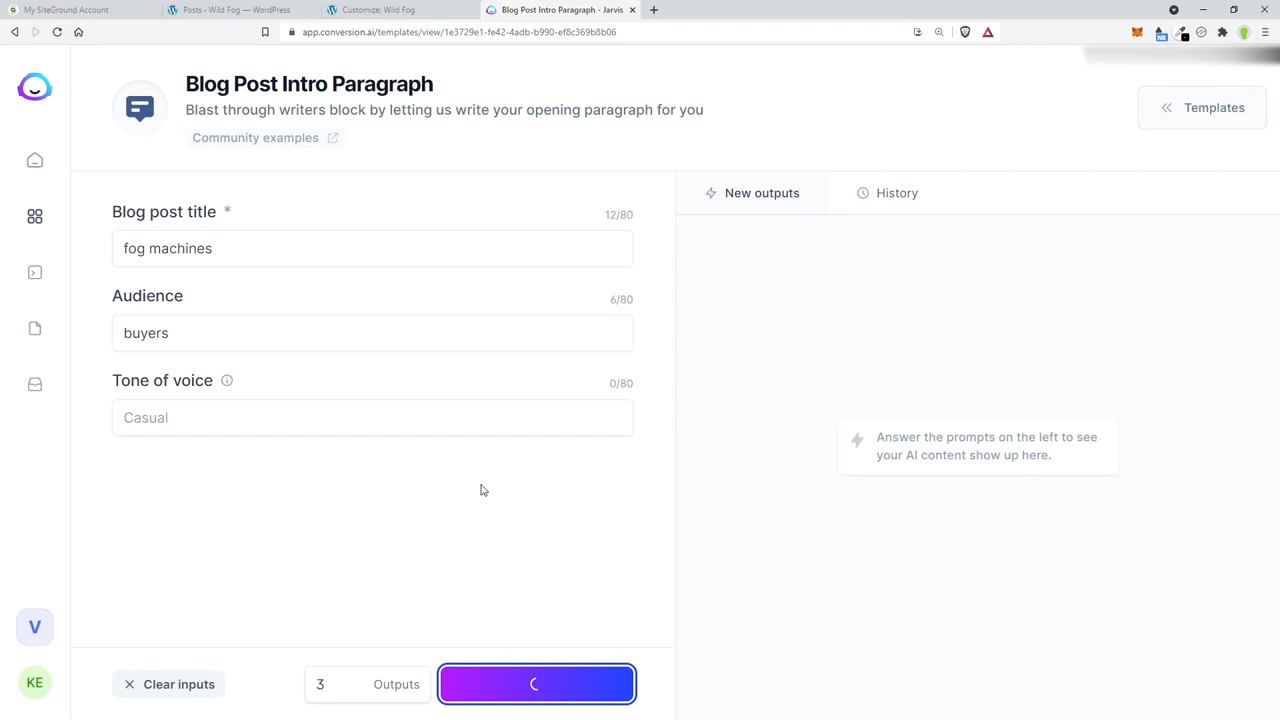 My SiteGround Account
Posts ‹ Wild Fog — WordPress
Customize: Wild Fog
Blog Post Intro Paragraph - Jarvis
app.conversion.ai/templates/view/1e3729e1-fe42-4adb-b990-ef8c369b8b06
Blog Post Intro Paragraph
Blast through writers block by letting us write your opening paragraph for you
Community examples
Templates
New outputs
History
Blog post title *
12/80
fog machines
Audience
6/80
buyers
Tone of voice
0/80
Casual
Answer the prompts on the left to see
your AI content show up here.
V
KE
Clear inputs
3
Outputs